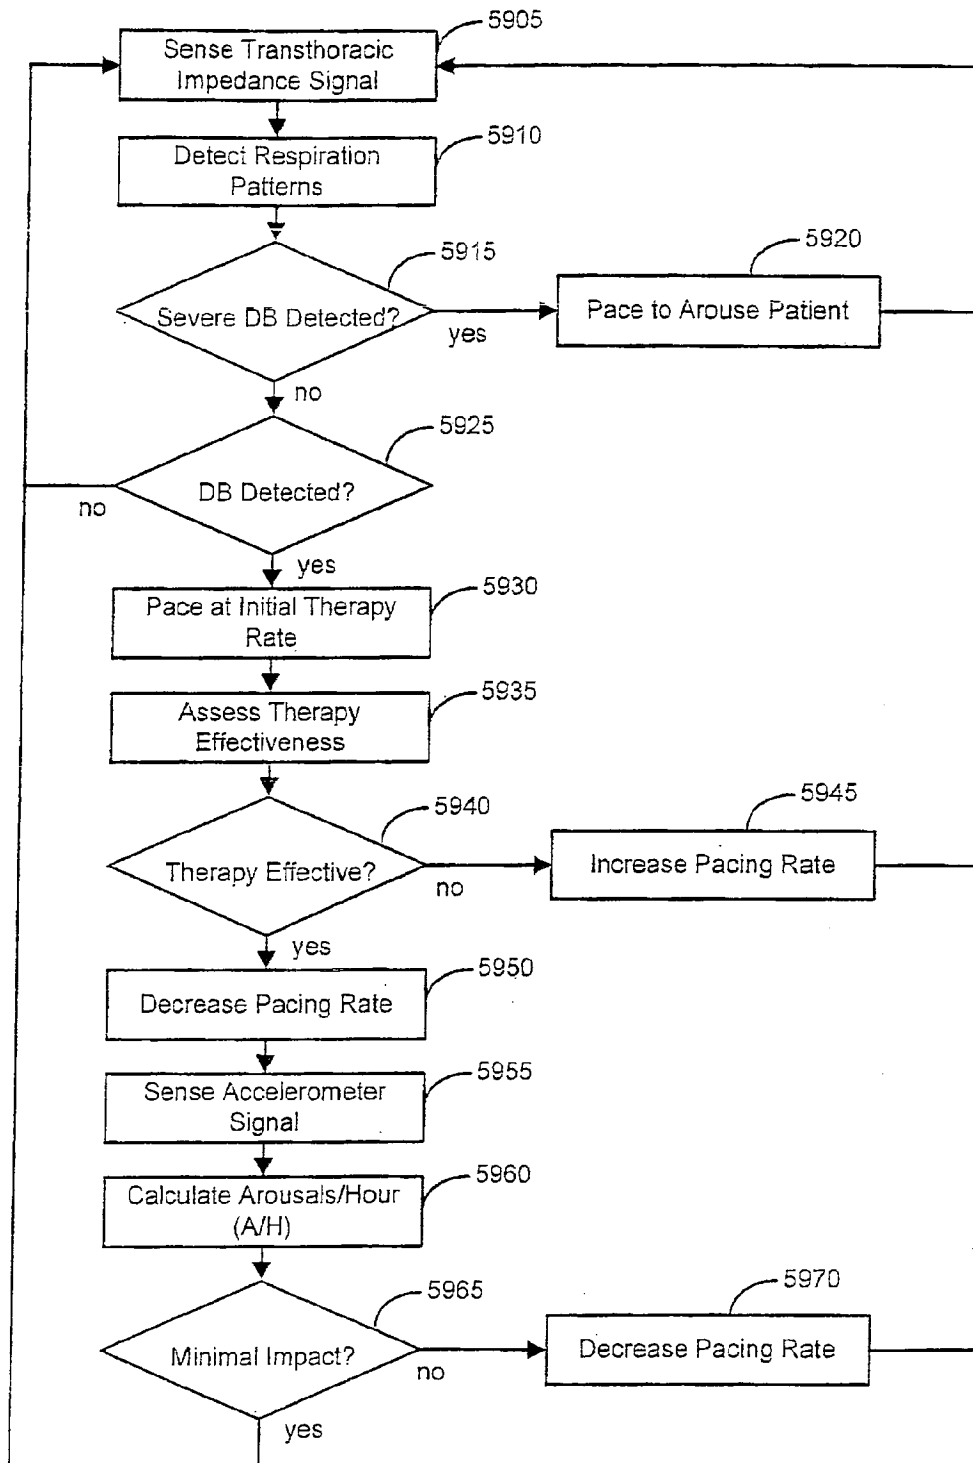 5905
Sense Transthoracic
Impedance Signal
5910
Detect Respiration
Patterns
5915
Severe DB Detected?
yes
5920
Pace to Arouse Patient
no
5925
DB Detected?
no
yes
5930
Pace at Initial Therapy
Rate
5935
Assess Therapy
Effectiveness
5940
Therapy Effective?
no
5945
Increase Pacing Rate
yes
5950
Decrease Pacing Rate
5955
Sense Accelerometer
Signal
5960
Calculate Arousals/Hour
(A/H)
5965
Minimal Impact?
no
5970
Decrease Pacing Rate
yes